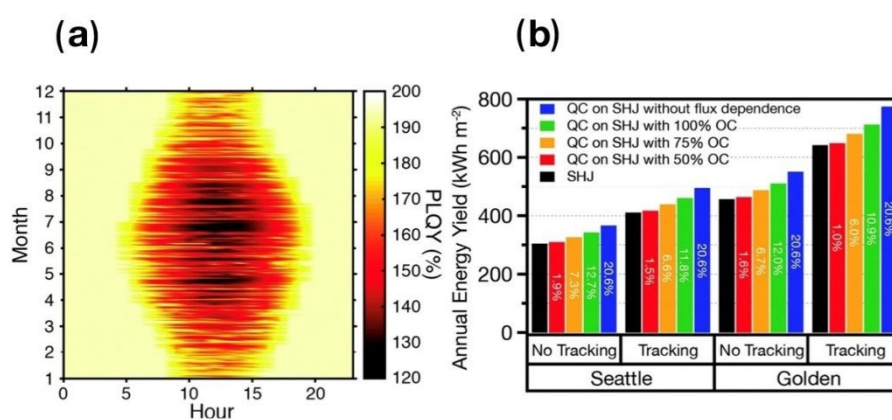 (a)
12
11
10
9
8
7
6
5
4
3
2
1
Month
0 5 10 15 20
Hour
200
190
180
170
160
150
140
130
120
PLQY (%)
(b)
QC on SHJ without flux dependence
QC on SHJ with 100% OC
QC on SHJ with 75% OC
QC on SHJ with 50% OC
SHJ
Annual Energy Yield (kWh m⁻²)
800
600
400
200
0
1.9% 7.3% 12.7% 20.6%
1.5% 6.6% 11.8% 20.6%
1.6% 6.7% 12.0% 20.6%
1.0% 6.0% 10.9% 20.6%
No Tracking Tracking No Tracking Tracking
Seattle Golden